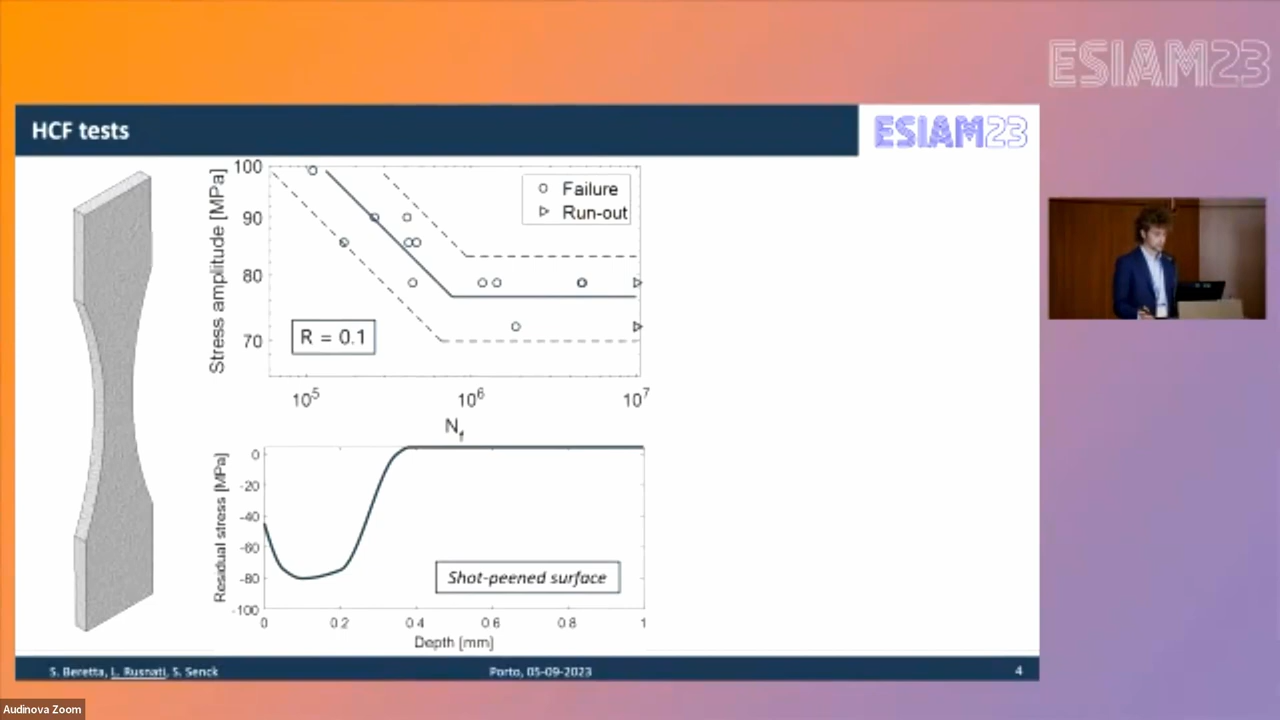 ESIAM23
HCF tests
ESIAM23
100
90
80
70
Stress amplitude [MPa]
Failure
Run-out
R = 0.1
10^5
10^6
10^7
N_f
0
-20
-40
-60
-80
-100
Residual stress [MPa]
Shot-peened surface
0
0.2
0.4
0.6
0.8
1
Depth [mm]
S. Beretta, L. Rusnati, S. Senck
Porto, 05-09-2023
4
Audinova Zoom